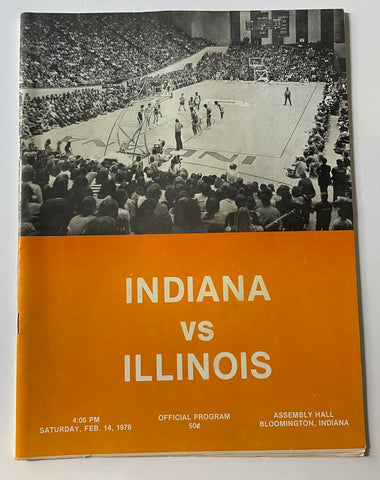 INDIANA
VS
ILLINOIS
4:05 PM
SATURDAY, FEB. 14, 1976
OFFICIAL PROGRAM
50¢
ASSEMBLY HALL
BLOOMINGTON, INDIANA